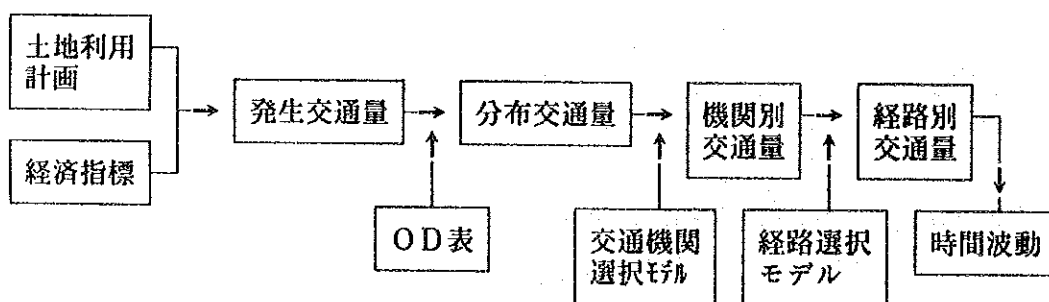 土地利用
計画
経済指標
発生交通量
OD表
分布交通量
交通機関
選択モデル
機関別
交通量
経路選択
モデル
経路別
交通量
時間波動